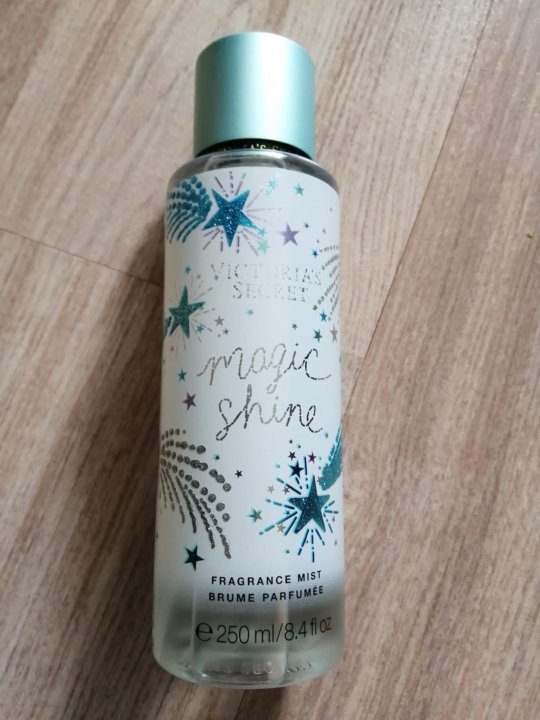 VICTORIA'S
SECRET
magic
shine
FRAGRANCE MIST
BRUME PARFUMÉE
e 250 ml/8.4 fl oz